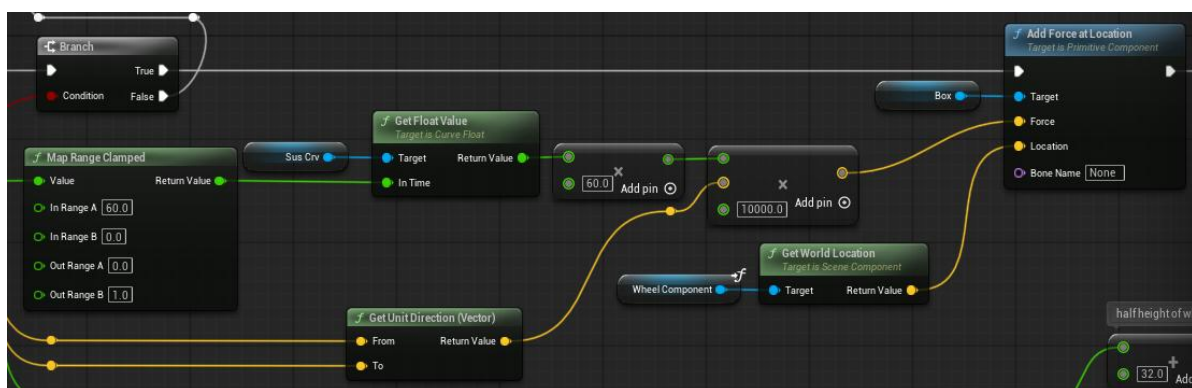 Branch
True
Condition
False
Map Range Clamped
Value
Return Value
In Range A 60.0
In Range B 0.0
Out Range A 0.0
Out Range B 1.0
Sus Crv
Get Float Value
Target is Curve Float
Target
Return Value
In Time
60.0
Add pin
10000.0
Add pin
Get Unit Direction (Vector)
From
Return Value
To
Wheel Component
Get World Location
Target is Scene Component
Target
Return Value
Box
Add Force at Location
Target is Primitive Component
Target
Force
Location
Bone Name None
half height of w
32.0